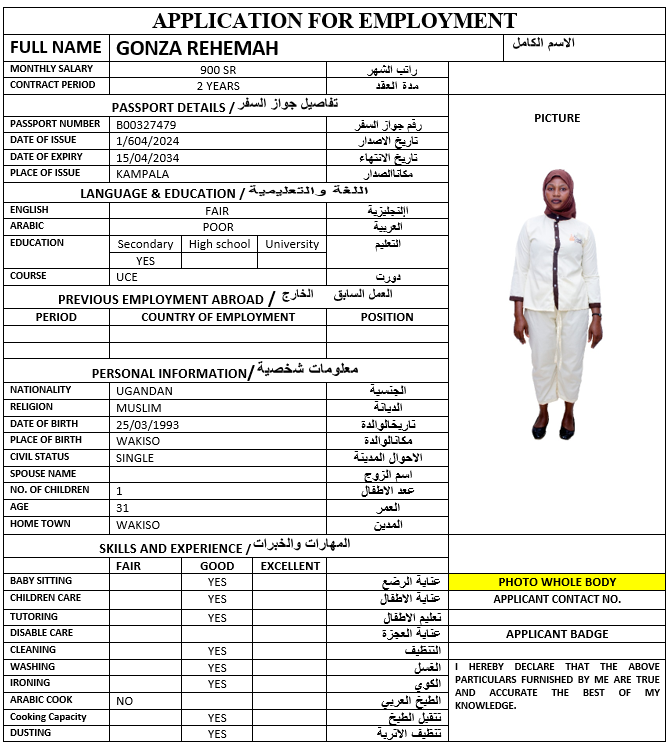 APPLICATION FOR EMPLOYMENT
FULL NAME GONZA REHEMAH الاسم الكامل
MONTHLY SALARY 900 SR راتب الشهر
CONTRACT PERIOD 2 YEARS مدة العقد
PASSPORT DETAILS / تفاصيل جواز السفر
PICTURE
PASSPORT NUMBER B00327479 رقم جواز السفر
DATE OF ISSUE 1/604/2024 تاريخ الاصدار
DATE OF EXPIRY 15/04/2034 تاريخ الانتهاء
PLACE OF ISSUE KAMPALA مكاناالصدار
LANGUAGE & EDUCATION / اللغة والتعليمية
ENGLISH FAIR اإلنجليزية
ARABIC POOR العربية
EDUCATION Secondary High school University التعليم
YES
COURSE UCE دورت
PREVIOUS EMPLOYMENT ABROAD / العمل السابق الخارج
PERIOD COUNTRY OF EMPLOYMENT POSITION
PERSONAL INFORMATION/ معلومات شخصية
NATIONALITY UGANDAN الجنسية
RELIGION MUSLIM الديانة
DATE OF BIRTH 25/03/1993 تاريخالوالدة
PLACE OF BIRTH WAKISO مكانالوالدة
CIVIL STATUS SINGLE الاحوال المدينة
SPOUSE NAME اسم الزوج
NO. OF CHILDREN 1 عدد الاطفال
AGE 31 العمر
HOME TOWN WAKISO المدين
SKILLS AND EXPERIENCE / المهارات والخبرات
FAIR GOOD EXCELLENT
BABY SITTING YES عناية الرضع
PHOTO WHOLE BODY
CHILDREN CARE YES عناية الاطفال
APPLICANT CONTACT NO.
TUTORING YES تعليم الاطفال
DISABLE CARE عناية العجزة
APPLICANT BADGE
CLEANING YES التنظيف
WASHING YES الغسل
IRONING YES الكوي
ARABIC COOK NO الطبخ العربي
Cooking Capacity YES تتقيل الطبخ
DUSTING YES تنظيف الاتربة
I HEREBY DECLARE THAT THE ABOVE
PARTICULARS FURNISHED BY ME ARE TRUE
AND ACCURATE THE BEST OF MY
KNOWLEDGE.